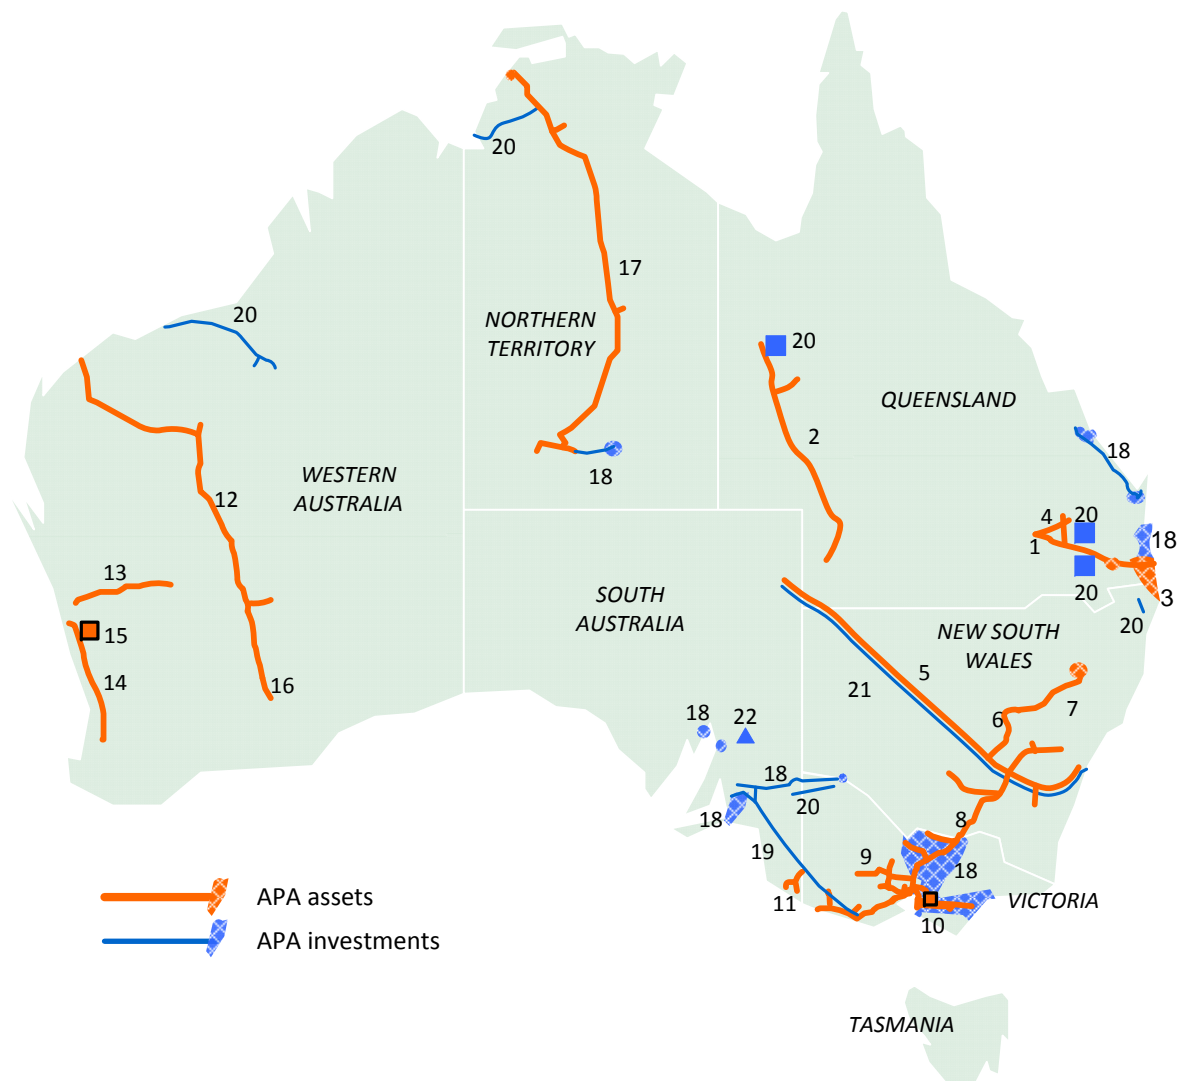 20
17
20
NORTHERN
TERRITORY
20
QUEENSLAND
2
18
18
WESTERN
AUSTRALIA
12
4
20
1
18
13
20
3
SOUTH
AUSTRALIA
20
15
NEW SOUTH
WALES
14
16
21
5
7
6
18
22
18
20
18
8
19
9
18
11
VICTORIA
10
APA assets
APA investments
TASMANIA